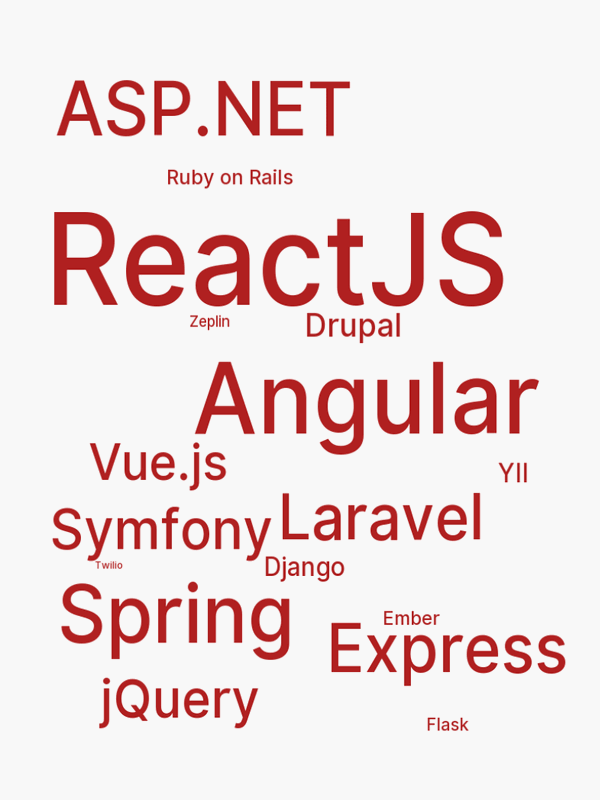 ASP.NET
Ruby on Rails
ReactJS
Zeplin
Drupal
Angular
Vue.js
YII
Symfony
Laravel
Twilio
Django
Spring
Ember
Express
jQuery
Flask